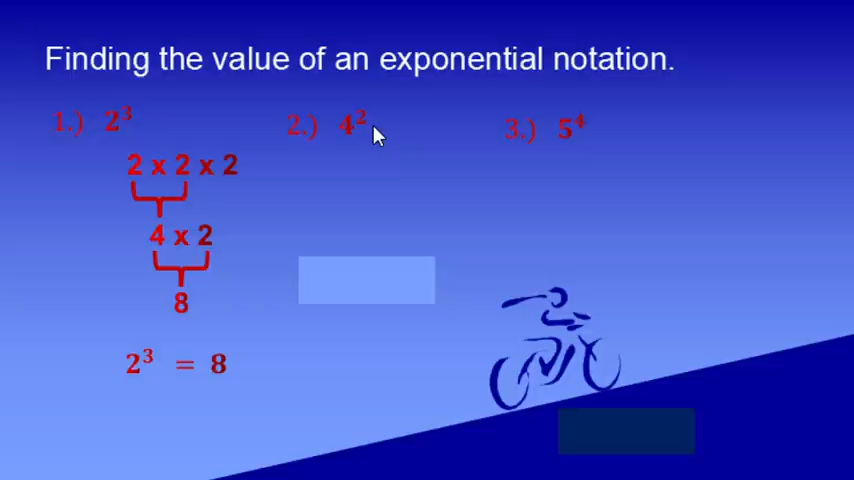 Finding the value of an exponential notation.
1.) 2³
2 x 2 x 2
4 x 2
8
2³ = 8
2.) 4²
3.) 5⁴